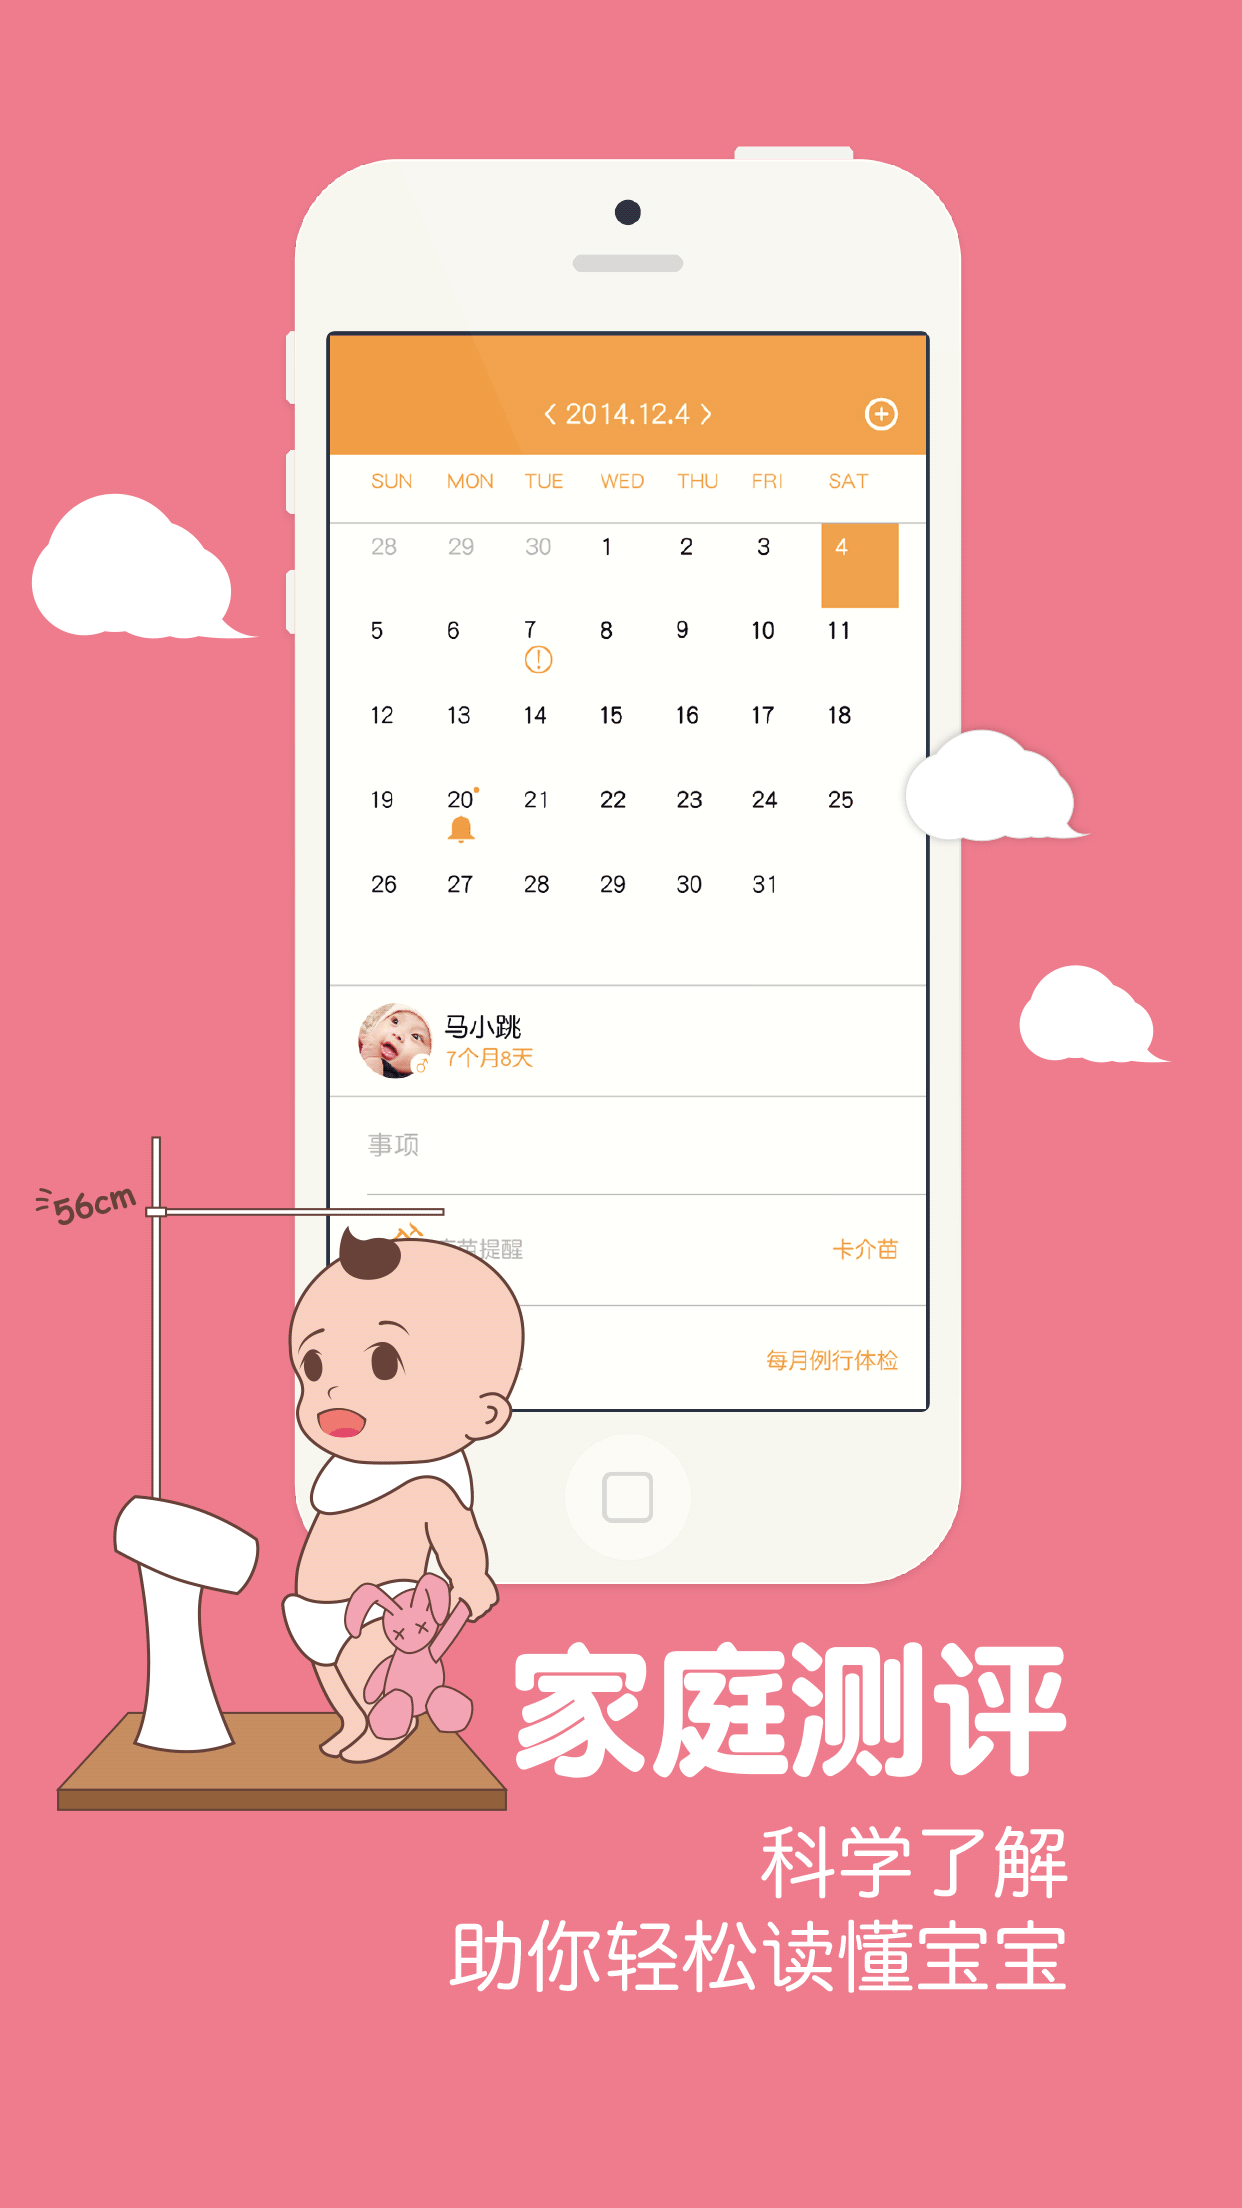 < 2014.12.4 >
SUN MON TUE WED THU FRI SAT
28 29 30 1 2 3 4
5 6 7 8 9 10 11
12 13 14 15 16 17 18
19 20 21 22 23 24 25
26 27 28 29 30 31
马小跳
7个月8天
事项
56cm
苗提醒 卡介苗
每月例行体检
家庭测评
科学了解
助你轻松读懂宝宝